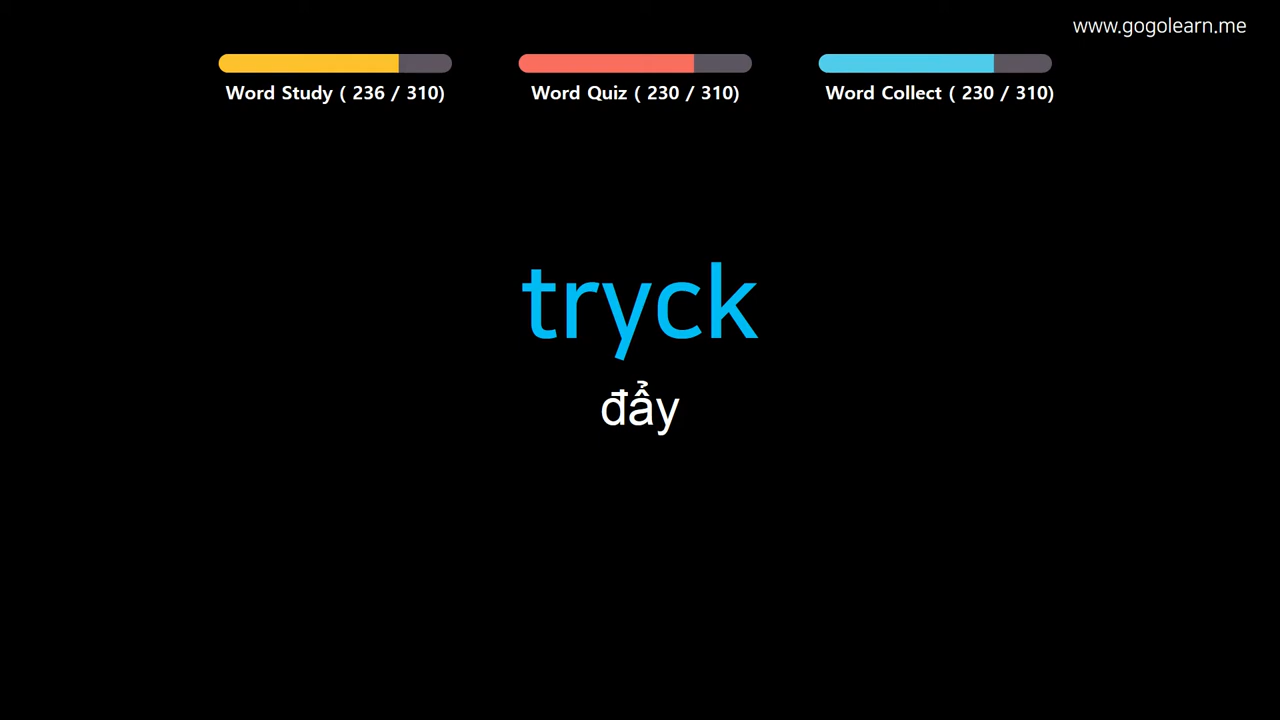 www.gogolearn.me
Word Study ( 236 / 310) Word Quiz ( 230 / 310) Word Collect ( 230 / 310)
tryck
đẩy